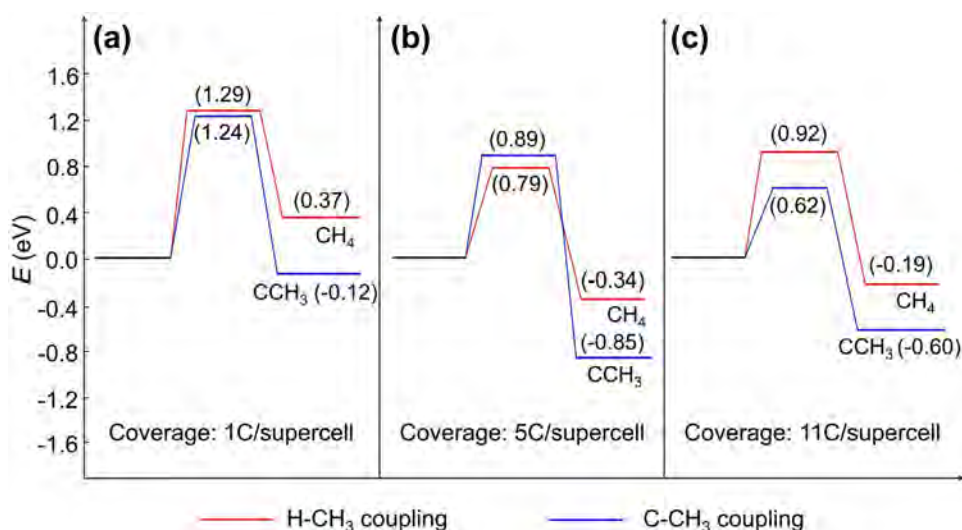 (a)
(b)
(c)
E (eV)
1.6
1.2
0.8
0.4
0.0
-0.4
-0.8
-1.2
-1.6
(1.29)
(1.24)
(0.37)
CH₄
CCH₃ (-0.12)
Coverage: 1C/supercell
(0.89)
(0.79)
(-0.34)
CH₄
(-0.85)
CCH₃
Coverage: 5C/supercell
(0.92)
(0.62)
(-0.19)
CH₄
CCH₃ (-0.60)
Coverage: 11C/supercell
H-CH₃ coupling
C-CH₃ coupling